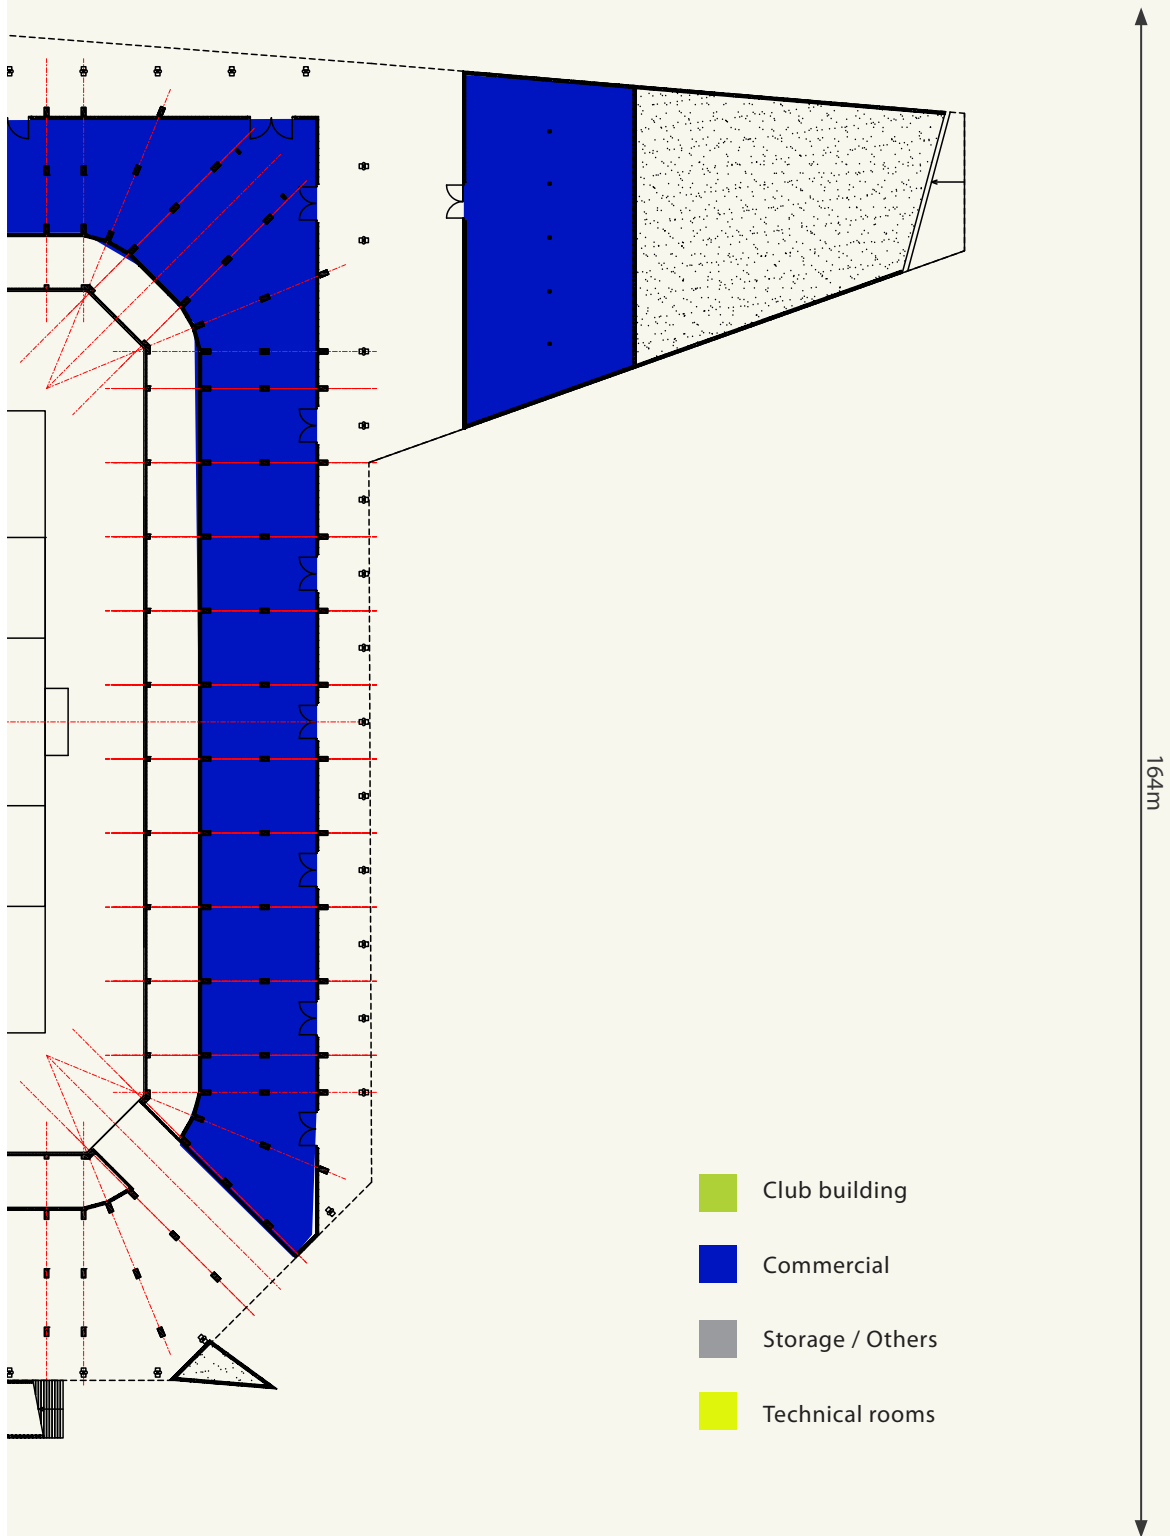 164m
Club building
Commercial
Storage / Others
Technical rooms